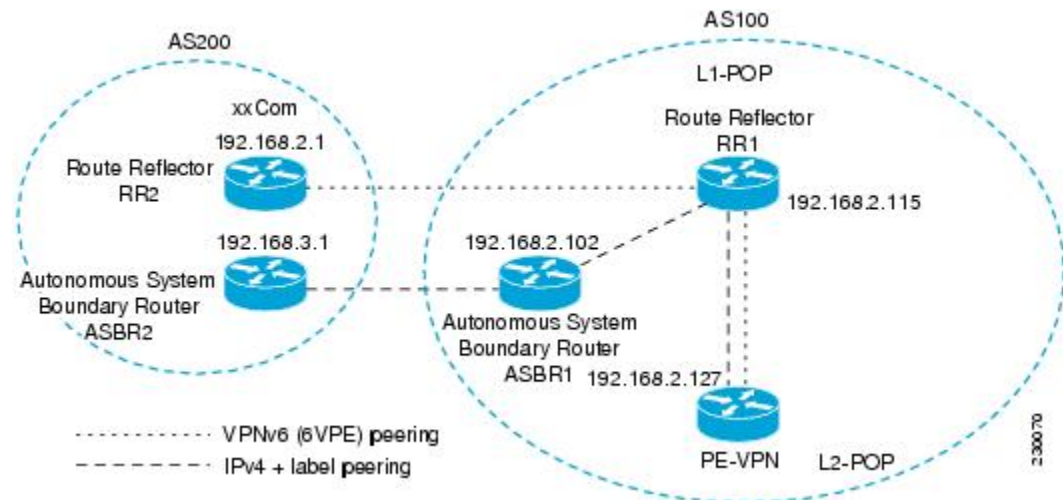 AS100
AS200
L1-POP
xxCom
192.168.2.1
Route Reflector
RR1
Route Reflector
RR2
192.168.2.115
192.168.3.1
192.168.2.102
Autonomous System
Boundary Router
ASBR2
Autonomous System
Boundary Router
ASBR1
192.168.2.127
VPNv6 (6VPE) peering
IPv4 + label peering
PE-VPN
L2-POP
230070